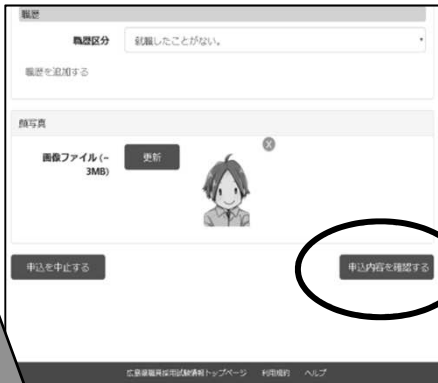 職歴
職歴区分 就職したことがない。
職歴を追加する
顔写真
画像ファイル(~
3MB)
更新
X
申込を中止する
申込内容を確認する
広島県職員採用試験情報トップページ 利用規約 ヘルプ